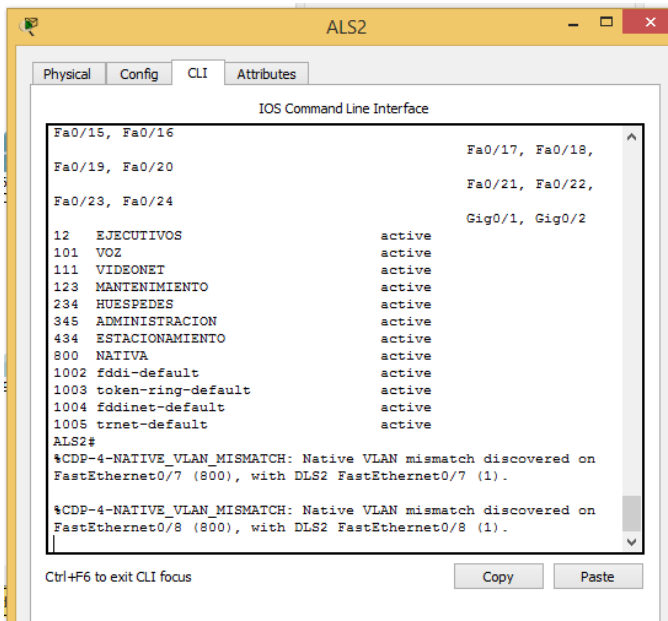 ALS2
Physical Config CLI Attributes
IOS Command Line Interface
Fa0/15, Fa0/16
Fa0/17, Fa0/18,
Fa0/19, Fa0/20
Fa0/21, Fa0/22,
Fa0/23, Fa0/24
Gig0/1, Gig0/2
12 EJECUTIVOS active
101 VOZ active
111 VIDEONET active
123 MANTENIMIENTO active
234 HUESPEDES active
345 ADMINISTRACION active
434 ESTACIONAMIENTO active
800 NATIVA active
1002 fddi-default active
1003 token-ring-default active
1004 fddinet-default active
1005 trnet-default active
ALS2#
%CDP-4-NATIVE_VLAN_MISMATCH: Native VLAN mismatch discovered on
FastEthernet0/7 (800), with DLS2 FastEthernet0/7 (1).
%CDP-4-NATIVE_VLAN_MISMATCH: Native VLAN mismatch discovered on
FastEthernet0/8 (800), with DLS2 FastEthernet0/8 (1).
Ctrl+F6 to exit CLI focus
Copy Paste